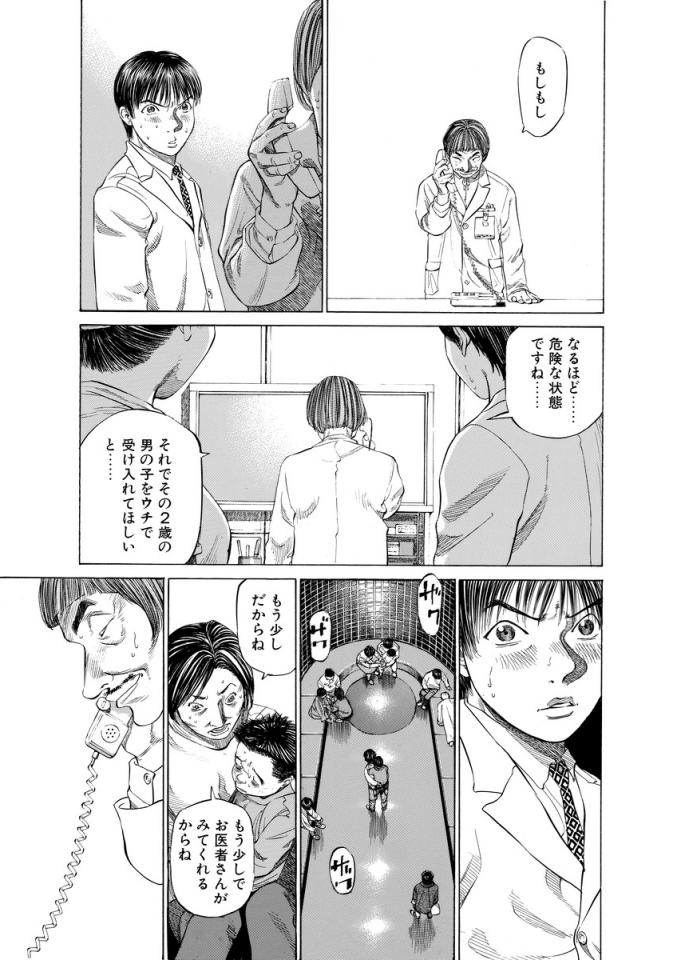 もしもし
なるほど……
危険な状態
ですね……
それでその２歳の
男の子をウチで
受け入れてほしい
と……
ザワ
ザワ
ザワ
もう少し
だからね
もう少しで
お医者さんが
みてくれる
からね